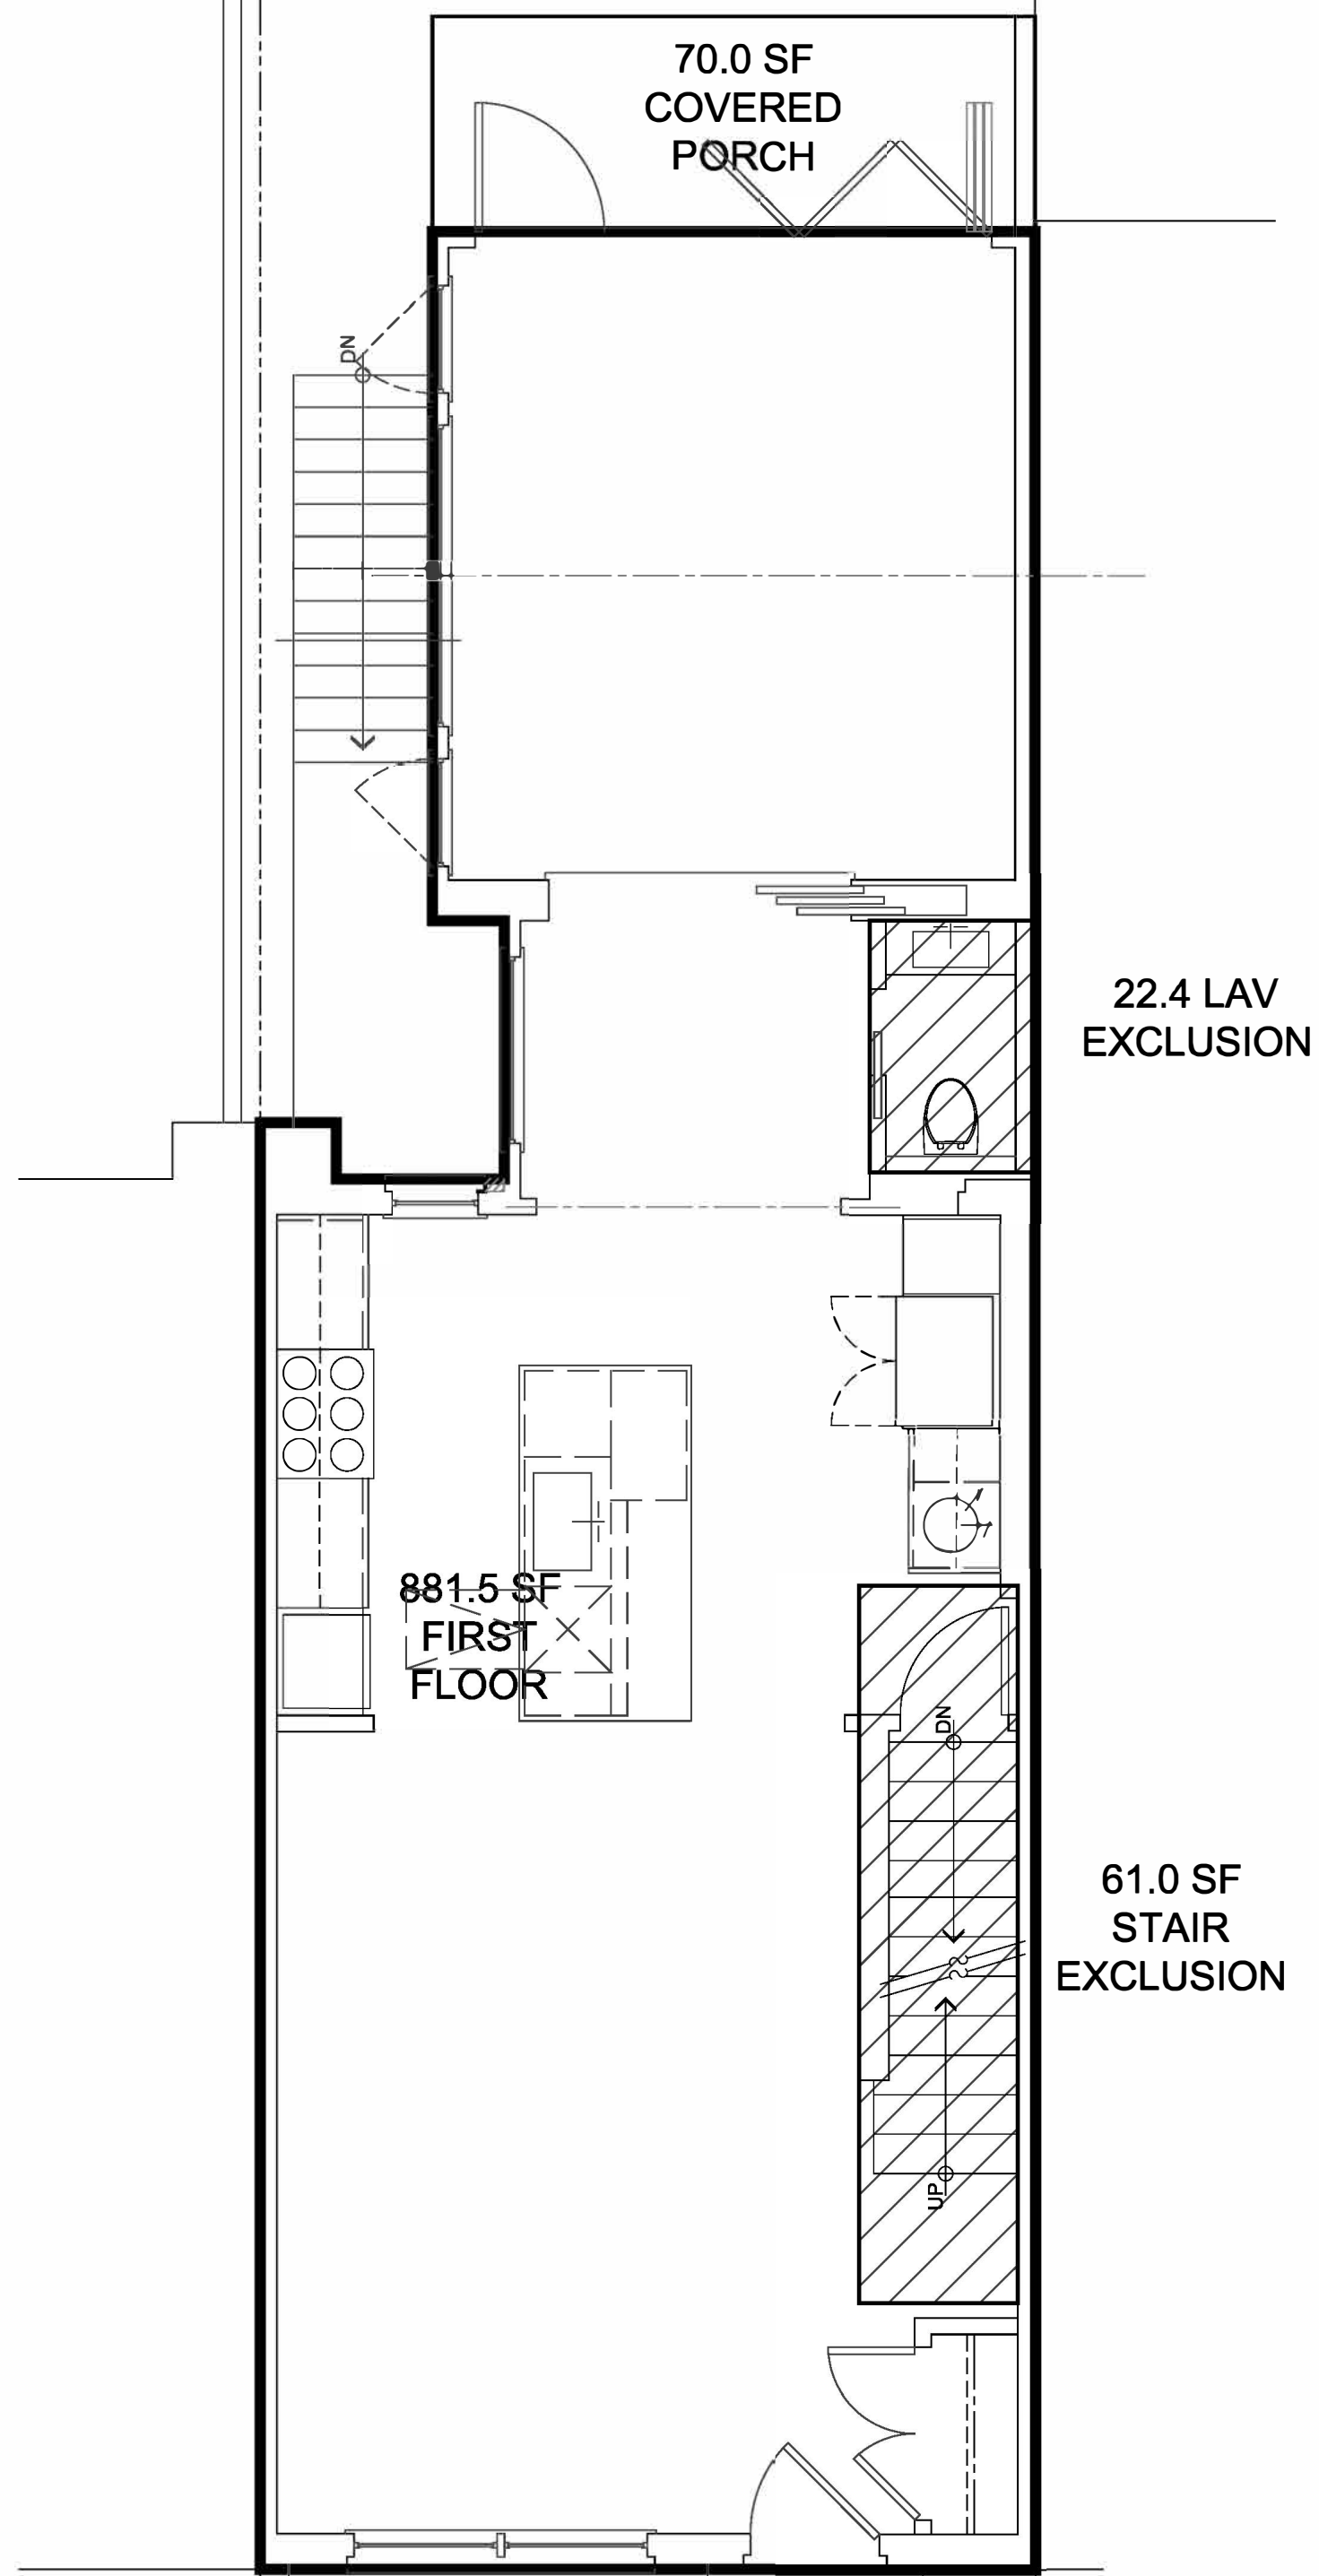 70.0 SF
COVERED
PORCH
DN
22.4 LAV
EXCLUSION
881.5 SF
FIRST
FLOOR
DN
61.0 SF
STAIR
EXCLUSION
UP